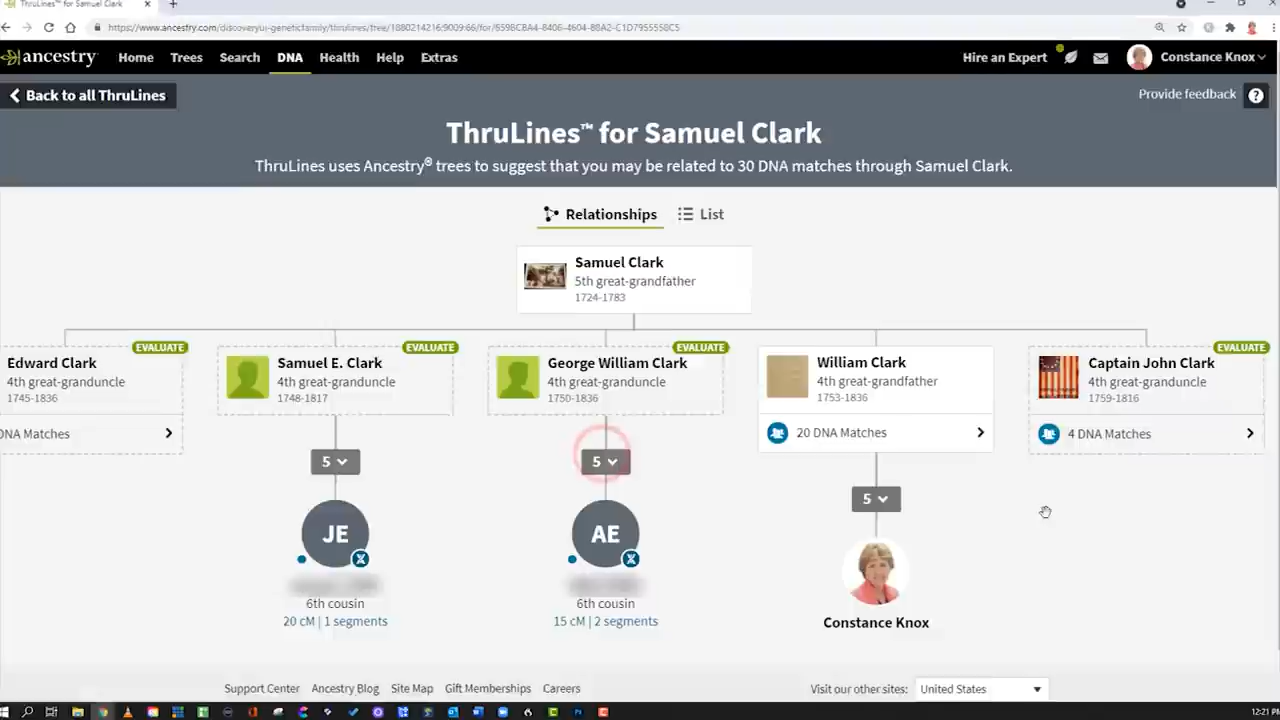 ThruLines™ for Samuel Clark
ancestry
Home Trees Search DNA Health Help Extras
Hire an Expert Constance Knox
Back to all ThruLines
Provide feedback ?
ThruLines™ for Samuel Clark
ThruLines uses Ancestry® trees to suggest that you may be related to 30 DNA matches through Samuel Clark.
Relationships List
Samuel Clark
5th great-grandfather
1724-1783
EVALUATE
Edward Clark
4th great-granduncle
1745-1836
DNA Matches
EVALUATE
Samuel E. Clark
4th great-granduncle
1748-1817
5
JE
6th cousin
20 cM | 1 segments
EVALUATE
George William Clark
4th great-granduncle
1750-1836
5
AE
6th cousin
15 cM | 2 segments
William Clark
4th great-grandfather
1753-1836
20 DNA Matches
5
Constance Knox
EVALUATE
Captain John Clark
4th great-granduncle
1759-1816
4 DNA Matches
Support Center Ancestry Blog Site Map Gift Memberships Careers
Visit our other sites: United States
12:21 PM